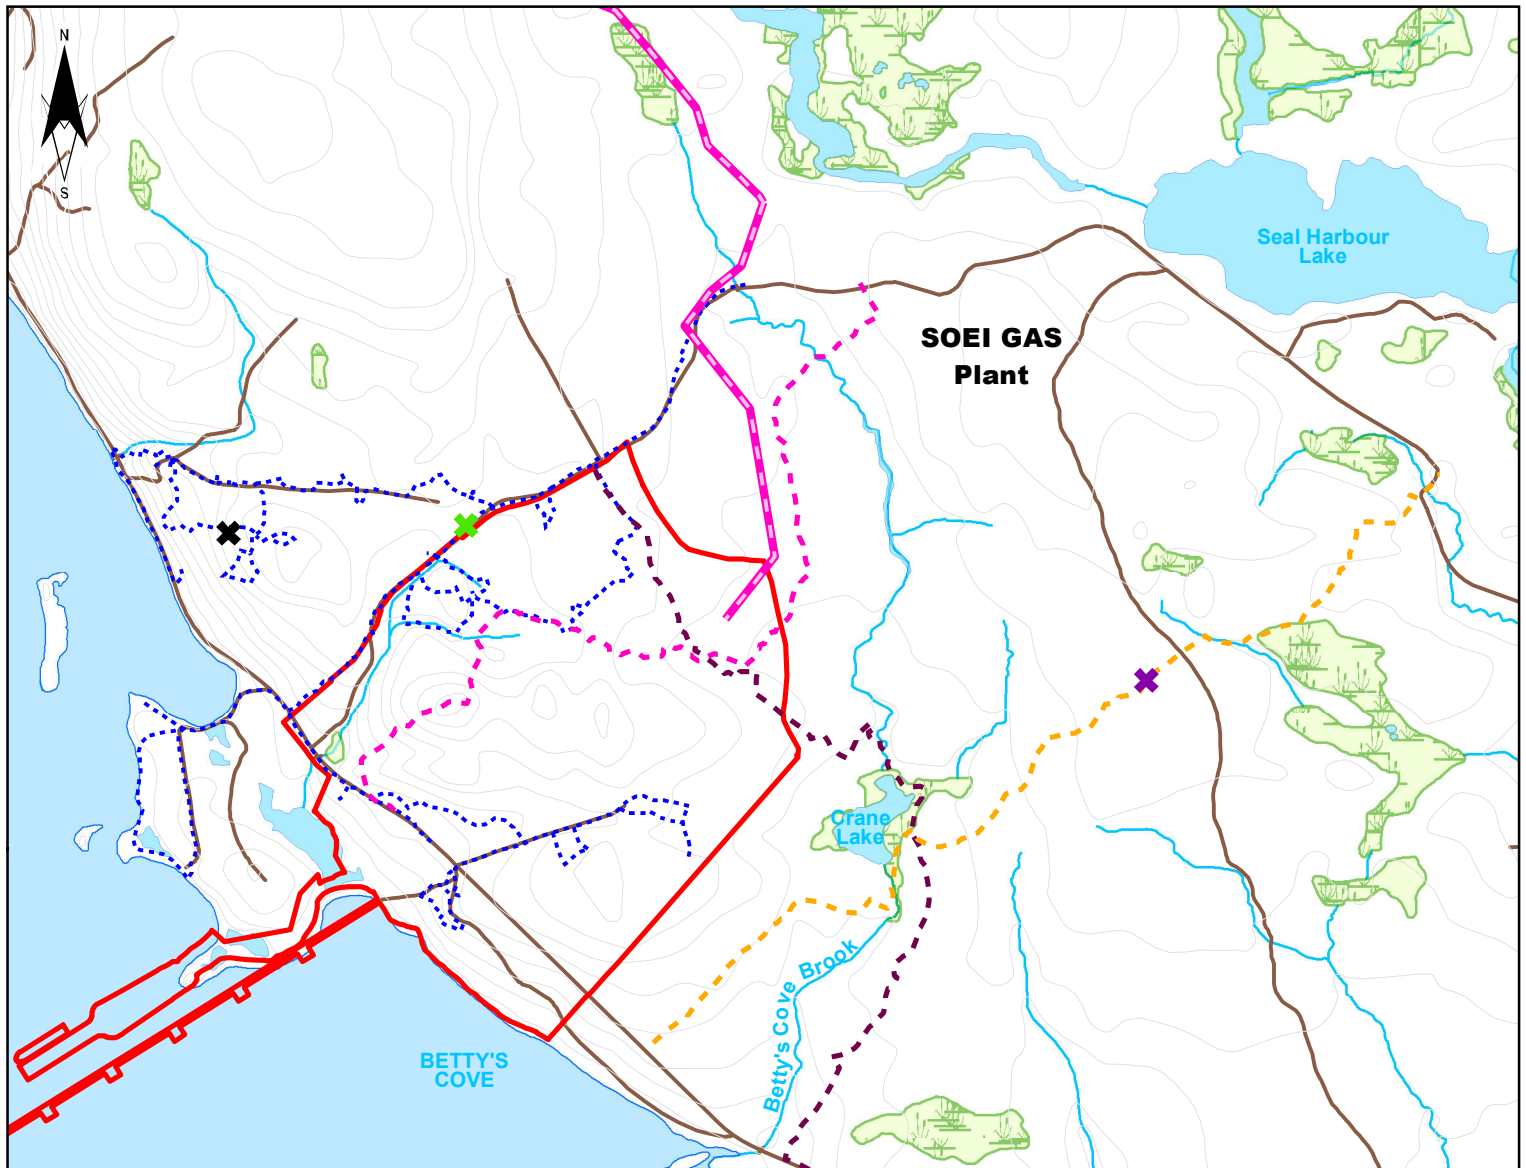 N
S
Seal Harbour
Lake
SOEI GAS
Plant
Crane
Lake
Betty's Cove Brook
BETTY'S
COVE